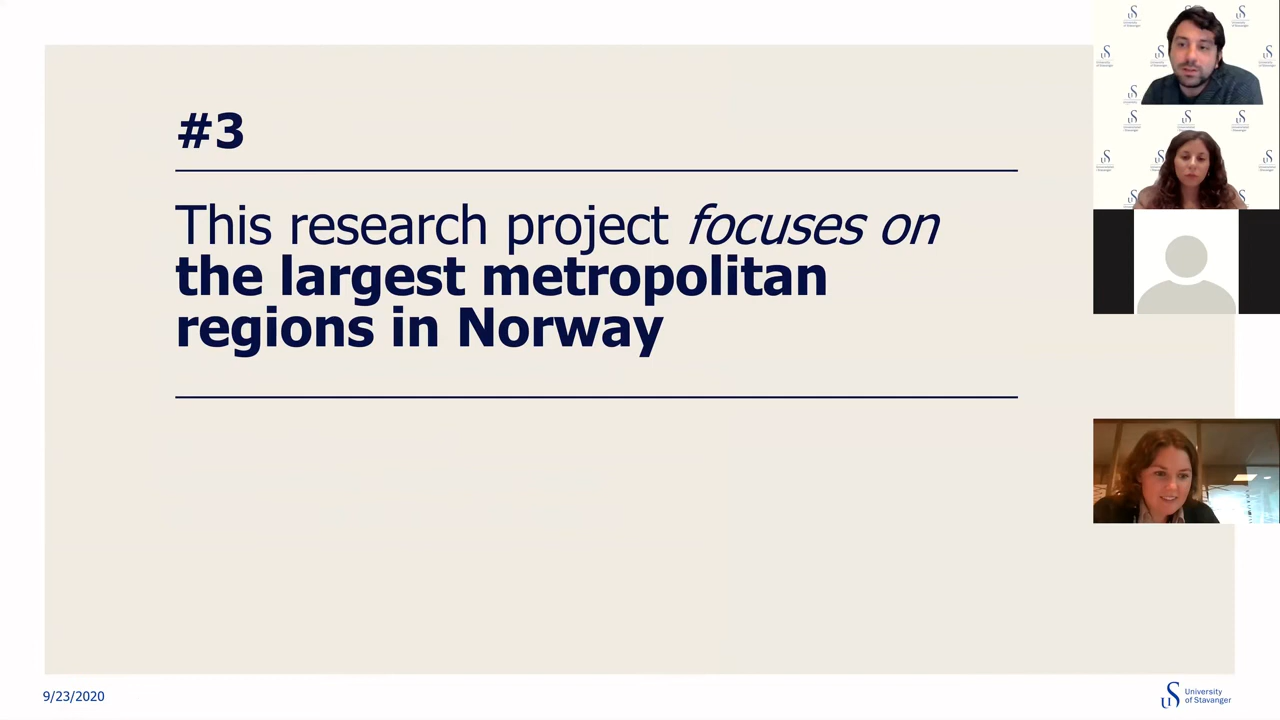 #3
This research project focuses on
the largest metropolitan
regions in Norway
9/23/2020
University
of Stavanger